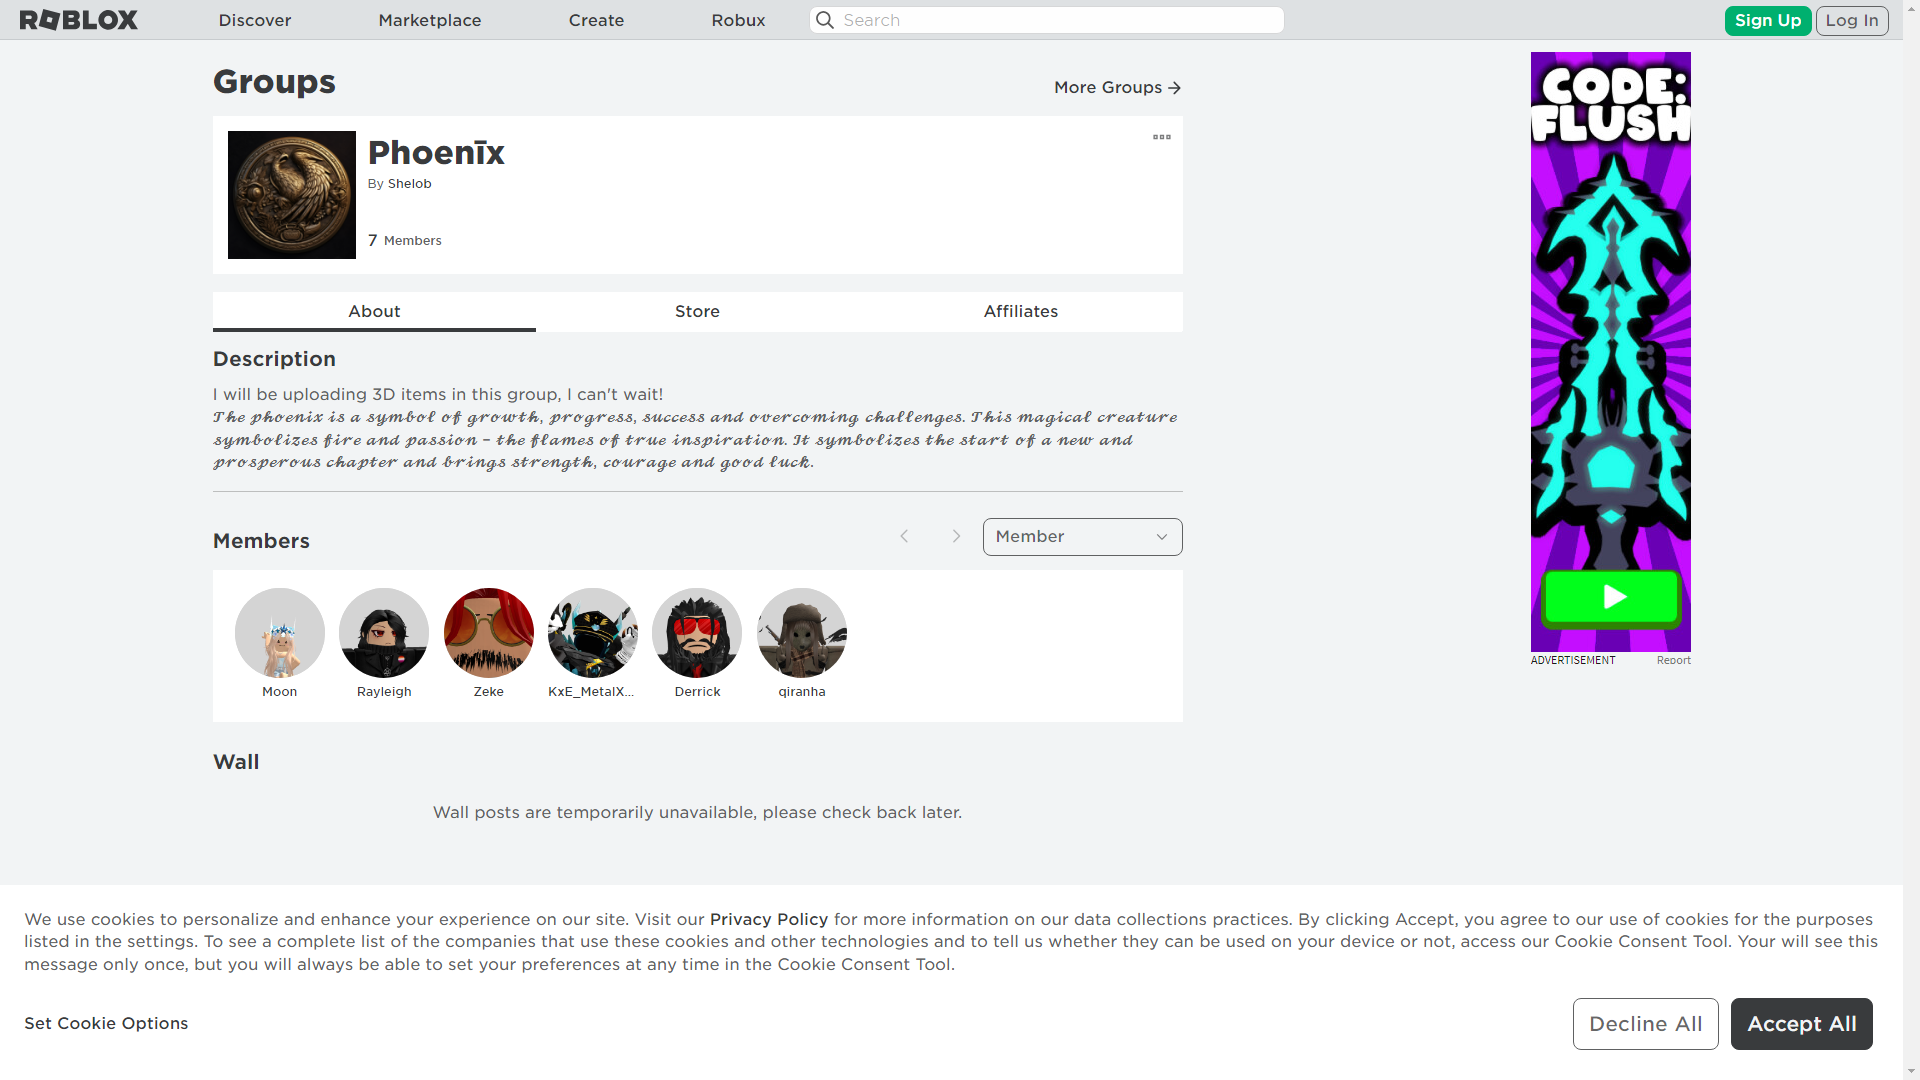 ROBLOX
Discover
Marketplace
Create
Robux
Search
Sign Up
Log In
Groups
More Groups
Phoenīx
By Shelob
7 Members
About
Store
Affiliates
Description
I will be uploading 3D items in this group, I can't wait!
𝓣𝓱𝓮 𝓹𝓱𝓸𝓮𝓷𝓲𝔁 𝓲𝓼 𝓪 𝓼𝔂𝓶𝓫𝓸𝓵 𝓸𝓯 𝓰𝓻𝓸𝔀𝓽𝓱, 𝓹𝓻𝓸𝓰𝓻𝓮𝓼𝓼, 𝓼𝓾𝓬𝓬𝓮𝓼𝓼 𝓪𝓷𝓭 𝓸𝓿𝓮𝓻𝓬𝓸𝓶𝓲𝓷𝓰 𝓬𝓱𝓪𝓵𝓵𝓮𝓷𝓰𝓮𝓼. 𝓣𝓱𝓲𝓼 𝓶𝓪𝓰𝓲𝓬𝓪𝓵 𝓬𝓻𝓮𝓪𝓽𝓾𝓻𝓮
𝓼𝔂𝓶𝓫𝓸𝓵𝓲𝔃𝓮𝓼 𝓯𝓲𝓻𝓮 𝓪𝓷𝓭 𝓹𝓪𝓼𝓼𝓲𝓸𝓷 – 𝓽𝓱𝓮 𝓯𝓵𝓪𝓶𝓮𝓼 𝓸𝓯 𝓽𝓻𝓾𝓮 𝓲𝓷𝓼𝓹𝓲𝓻𝓪𝓽𝓲𝓸𝓷. 𝓘𝓽 𝓼𝔂𝓶𝓫𝓸𝓵𝓲𝔃𝓮𝓼 𝓽𝓱𝓮 𝓼𝓽𝓪𝓻𝓽 𝓸𝓯 𝓪 𝓷𝓮𝔀 𝓪𝓷𝓭
𝓹𝓻𝓸𝓼𝓹𝓮𝓻𝓸𝓾𝓼 𝓬𝓱𝓪𝓹𝓽𝓮𝓻 𝓪𝓷𝓭 𝓫𝓻𝓲𝓷𝓰𝓼 𝓼𝓽𝓻𝓮𝓷𝓰𝓽𝓱, 𝓬𝓸𝓾𝓻𝓪𝓰𝓮 𝓪𝓷𝓭 𝓰𝓸𝓸𝓭 𝓵𝓾𝓬𝓴.
Members
Member
Moon
Rayleigh
Zeke
KxE_MetalX...
Derrick
qiranha
Wall
Wall posts are temporarily unavailable, please check back later.
CODE:
FLUSH
ADVERTISEMENT
Report
We use cookies to personalize and enhance your experience on our site. Visit our Privacy Policy for more information on our data collections practices. By clicking Accept, you agree to our use of cookies for the purposes
listed in the settings. To see a complete list of the companies that use these cookies and other technologies and to tell us whether they can be used on your device or not, access our Cookie Consent Tool. Your will see this
message only once, but you will always be able to set your preferences at any time in the Cookie Consent Tool.
Set Cookie Options
Decline All
Accept All